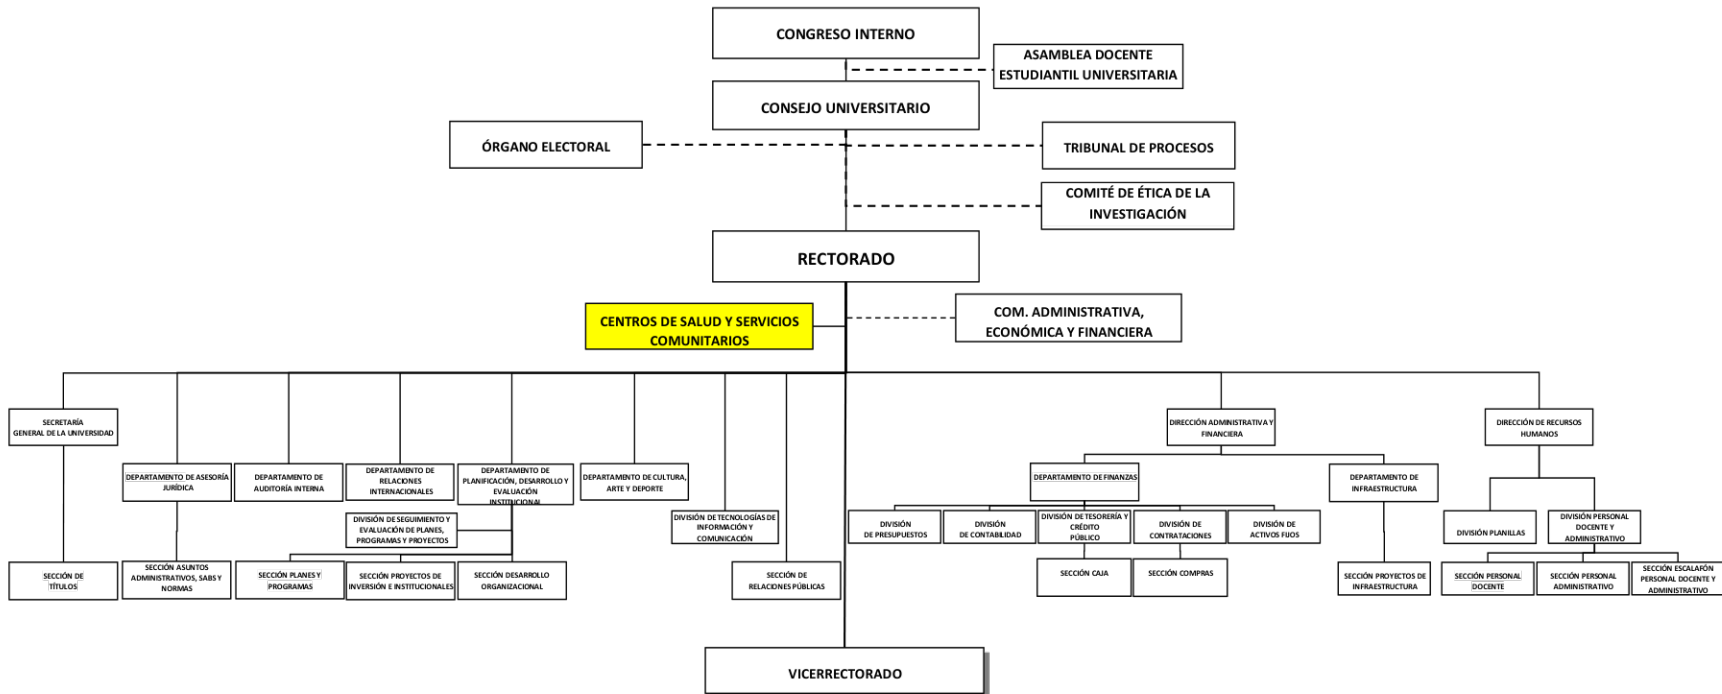 CONGRESO INTERNO
ASAMBLEA DOCENTE
ESTUDIANTIL UNIVERSITARIA
CONSEJO UNIVERSITARIO
ÓRGANO ELECTORAL
TRIBUNAL DE PROCESOS
COMITÉ DE ÉTICA DE LA
INVESTIGACIÓN
RECTORADO
CENTROS DE SALUD Y SERVICIOS
COMUNITARIOS
COM. ADMINISTRATIVA,
ECONÓMICA Y FINANCIERA
SECRETARÍA
GENERAL DE LA UNIVERSIDAD
DIRECCIÓN ADMINISTRATIVA Y
FINANCIERA
DIRECCIÓN DE RECURSOS
HUMANOS
DEPARTAMENTO DE ASESORÍA
JURÍDICA
DEPARTAMENTO DE
AUDITORÍA INTERNA
DEPARTAMENTO DE
RELACIONES
INTERNACIONALES
DEPARTAMENTO DE
PLANIFICACIÓN, DESARROLLO Y
EVALUACIÓN
INSTITUCIONAL
DEPARTAMENTO DE CULTURA,
ARTE Y DEPORTE
DEPARTAMENTO DE FINANZAS
DEPARTAMENTO DE
INFRAESTRUCTURA
DIVISIÓN DE SEGUIMIENTO Y
EVALUACIÓN DE PLANES,
PROGRAMAS Y PROYECTOS
DIVISIÓN DE TECNOLOGÍAS DE
INFORMACIÓN Y
COMUNICACIÓN
DIVISIÓN
DE PRESUPUESTOS
DIVISIÓN
DE CONTABILIDAD
DIVISIÓN DE TESORERÍA Y
CRÉDITO
PÚBLICO
DIVISIÓN DE
CONTRATACIONES
DIVISIÓN DE
ACTIVOS FIJOS
DIVISIÓN PLANILLAS
DIVISIÓN PERSONAL
DOCENTE Y
ADMINISTRATIVO
SECCIÓN DE
TÍTULOS
SECCIÓN ASUNTOS
ADMINISTRATIVOS, SABS Y
NORMAS
SECCIÓN PLANES Y
PROGRAMAS
SECCIÓN PROYECTOS DE
INVERSIÓN E INSTITUCIONALES
SECCIÓN DESARROLLO
ORGANIZACIONAL
SECCIÓN DE
RELACIONES PÚBLICAS
SECCIÓN CAJA
SECCIÓN COMPRAS
SECCIÓN PROYECTOS DE
INFRAESTRUCTURA
SECCIÓN PERSONAL
DOCENTE
SECCIÓN PERSONAL
ADMINISTRATIVO
SECCIÓN ESCALAFÓN
PERSONAL DOCENTE Y
ADMINISTRATIVO
VICERRECTORADO